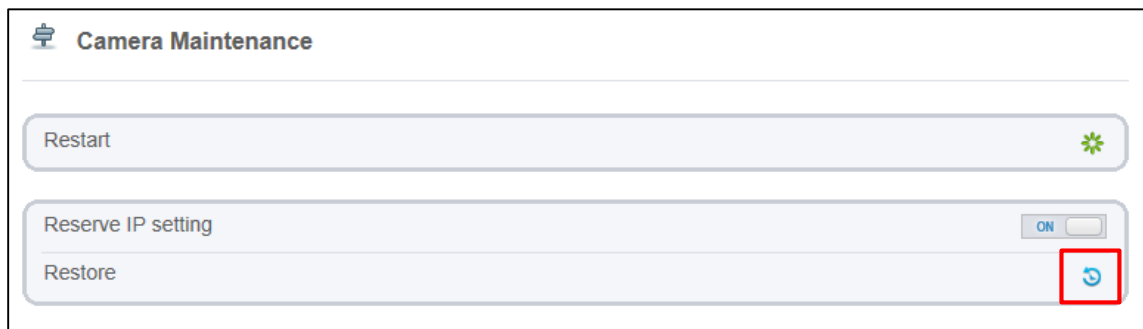 Camera Maintenance
Restart
Reserve IP setting
ON
Restore